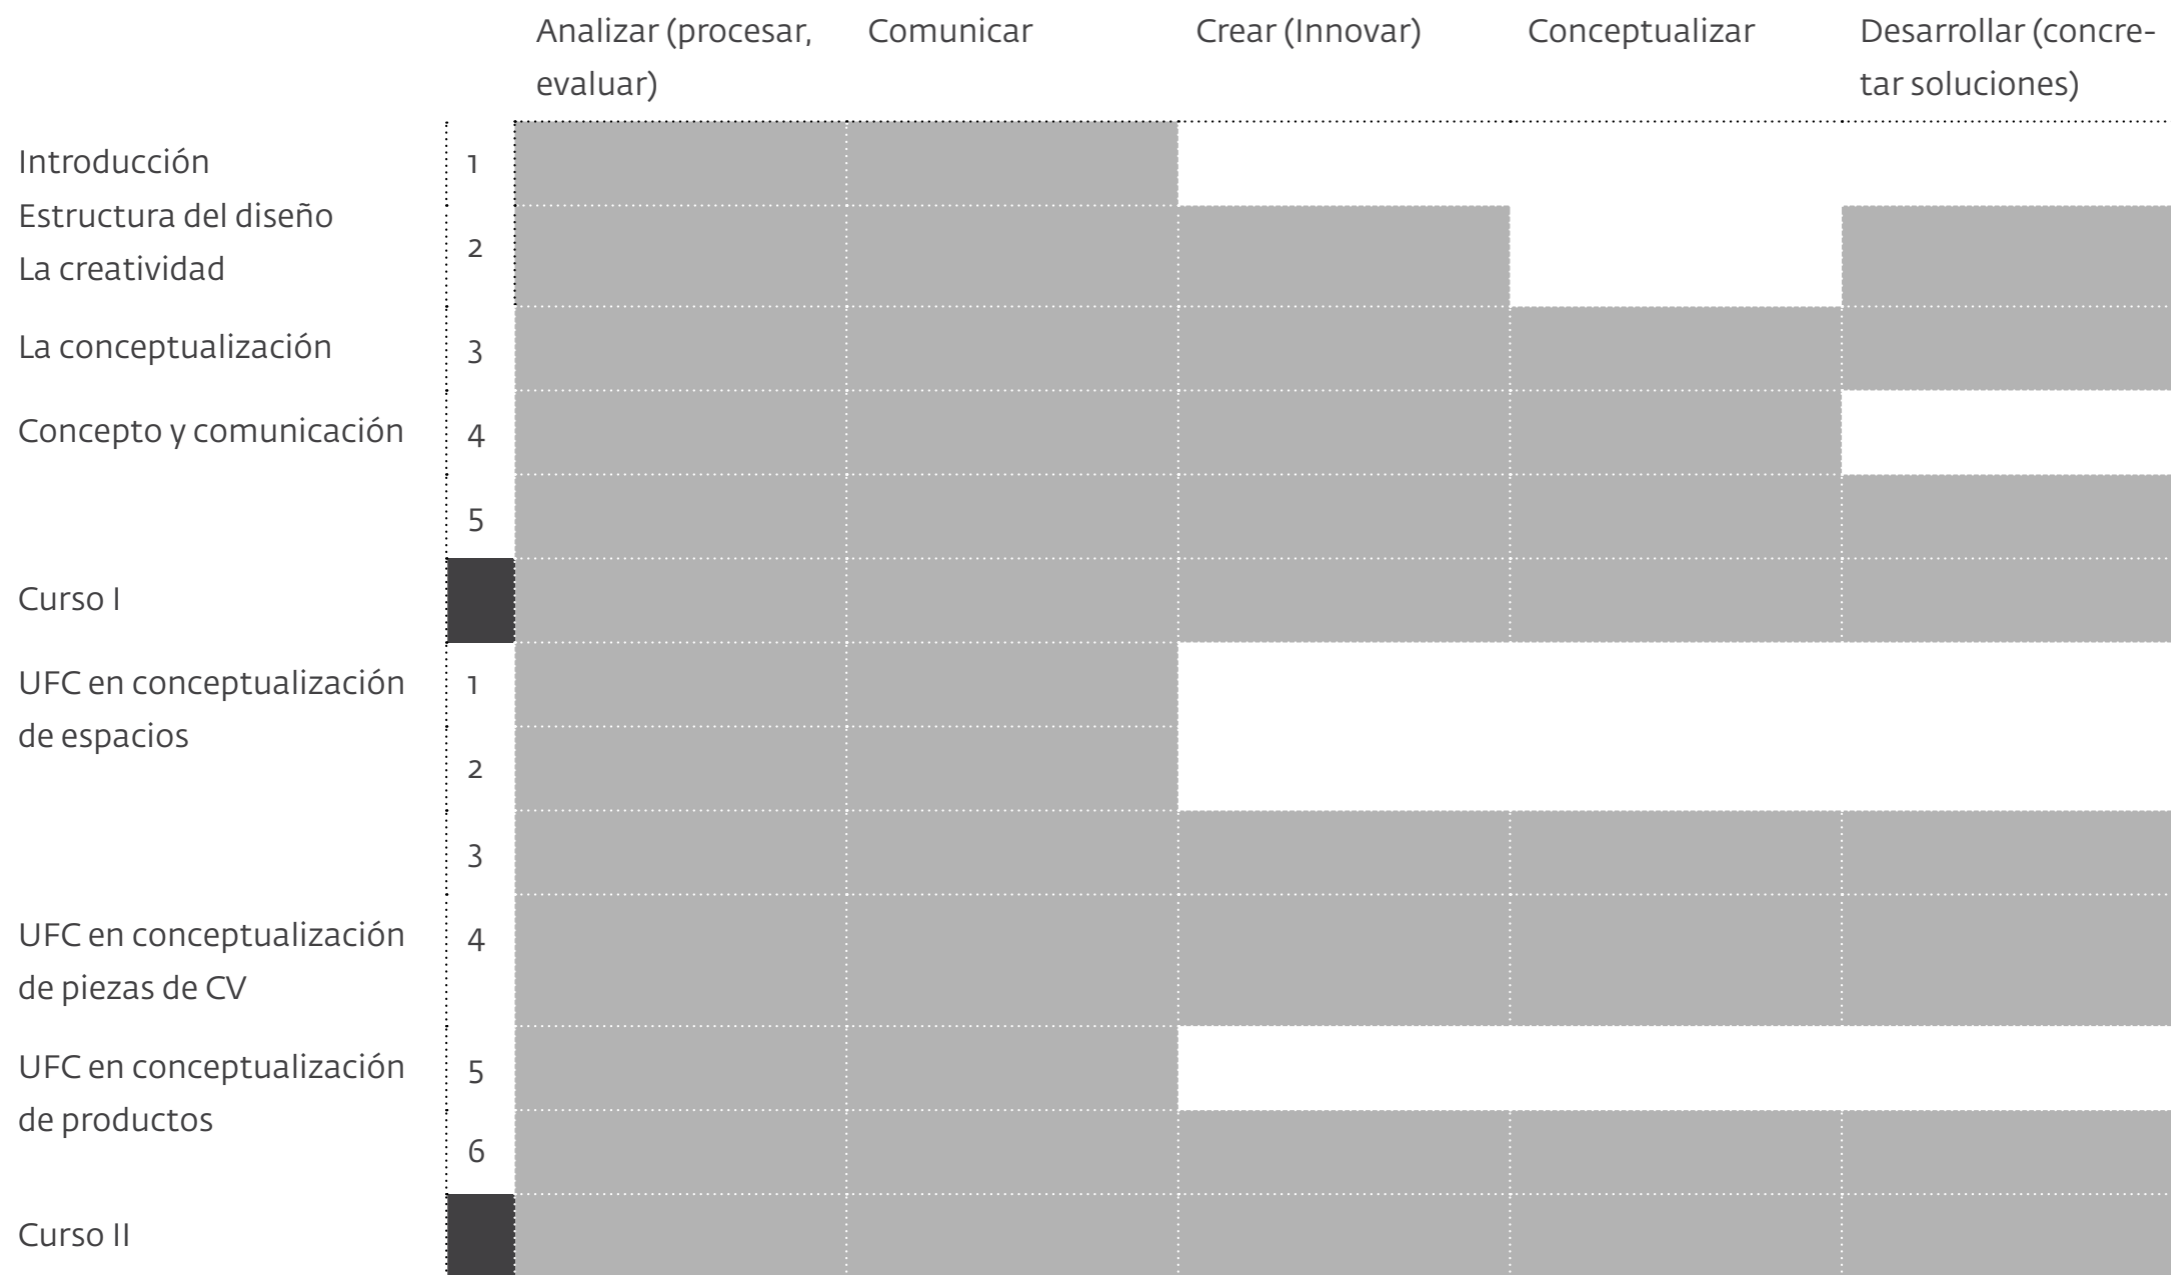 Analizar (procesar,
evaluar)
Comunicar
Crear (Innovar)
Conceptualizar
Desarrollar (concre-
tar soluciones)
Introducción
1
Estructura del diseño
2
La creatividad
La conceptualización
3
Concepto y comunicación
4
5
Curso I
UFC en conceptualización
de espacios
1
2
3
UFC en conceptualización
de piezas de CV
4
UFC en conceptualización
de productos
5
6
Curso II